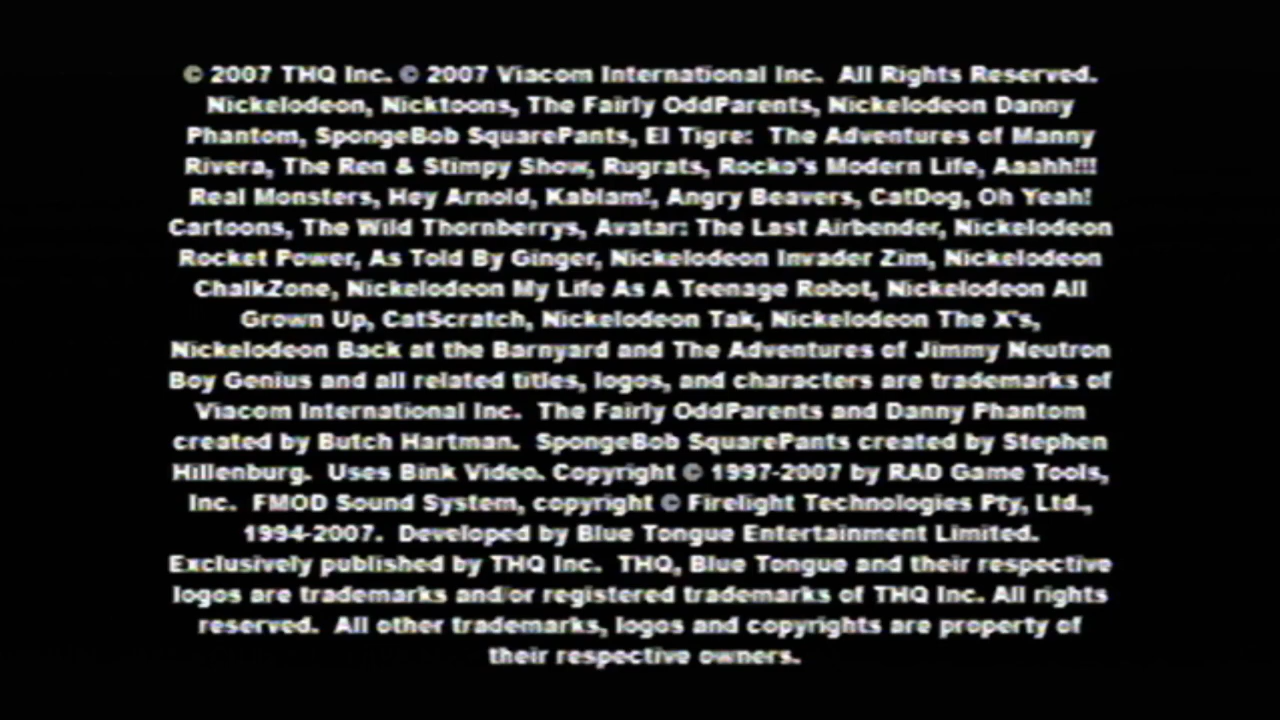 © 2007 THQ Inc. © 2007 Viacom International Inc.  All Rights Reserved.
Nickelodeon, Nicktoons, The Fairly OddParents, Nickelodeon Danny
Phantom, SpongeBob SquarePants, El Tigre:  The Adventures of Manny
Rivera, The Ren & Stimpy Show, Rugrats, Rocko's Modern Life, Aaahh!!!
Real Monsters, Hey Arnold, Kablam!, Angry Beavers, CatDog, Oh Yeah!
Cartoons, The Wild Thornberrys, Avatar: The Last Airbender, Nickelodeon
Rocket Power, As Told By Ginger, Nickelodeon Invader Zim, Nickelodeon
ChalkZone, Nickelodeon My Life As A Teenage Robot, Nickelodeon All
Grown Up, CatScratch, Nickelodeon Tak, Nickelodeon The X's,
Nickelodeon Back at the Barnyard and The Adventures of Jimmy Neutron
Boy Genius and all related titles, logos, and characters are trademarks of
Viacom International Inc.  The Fairly OddParents and Danny Phantom
created by Butch Hartman.  SpongeBob SquarePants created by Stephen
Hillenburg.  Uses Bink Video. Copyright © 1997-2007 by RAD Game Tools,
Inc.  FMOD Sound System, copyright © Firelight Technologies Pty, Ltd.,
1994-2007.  Developed by Blue Tongue Entertainment Limited.
Exclusively published by THQ Inc.  THQ, Blue Tongue and their respective
logos are trademarks and/or registered trademarks of THQ Inc. All rights
reserved.  All other trademarks, logos and copyrights are property of
their respective owners.